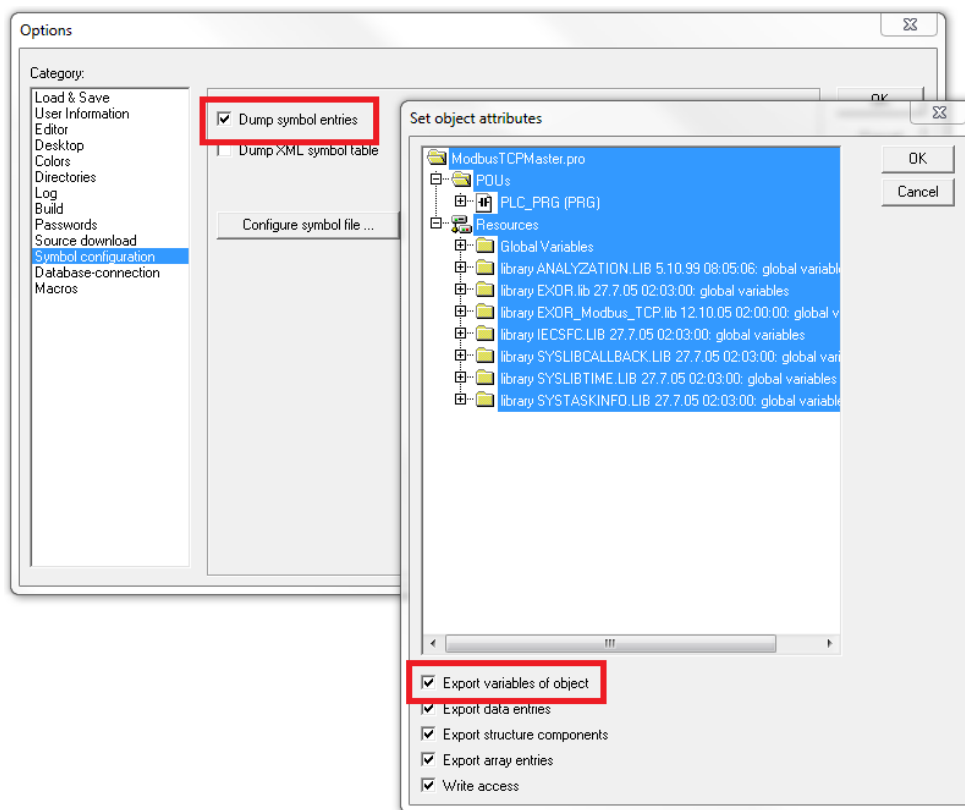 Options
Category:
Load & Save
User Information
Editor
Desktop
Colors
Directories
Log
Build
Passwords
Source download
Symbol configuration
Database-connection
Macros
Dump symbol entries
Dump XML symbol table
Configure symbol file ...
OK
Set object attributes
ModbusTCPMaster.pro
POUs
PLC_PRG (PRG)
Resources
Global Variables
library ANALYZATION.LIB 5.10.99 08:05:06: global
library EXOR.lib 27.7.05 02:03:00: global variables
library EXOR_Modbus_TCP.lib 12.10.05 02:00:00: global
library IECSFC.LIB 27.7.05 02:03:00: global variables
library SYSLIBCALLBACK.LIB 27.7.05 02:03:00: global
library SYSLIBTIME.LIB 27.7.05 02:03:00: global variables
library SYSTASKINFO.LIB 27.7.05 02:03:00: global
OK
Cancel
Export variables of object
Export data entries
Export structure components
Export array entries
Write access